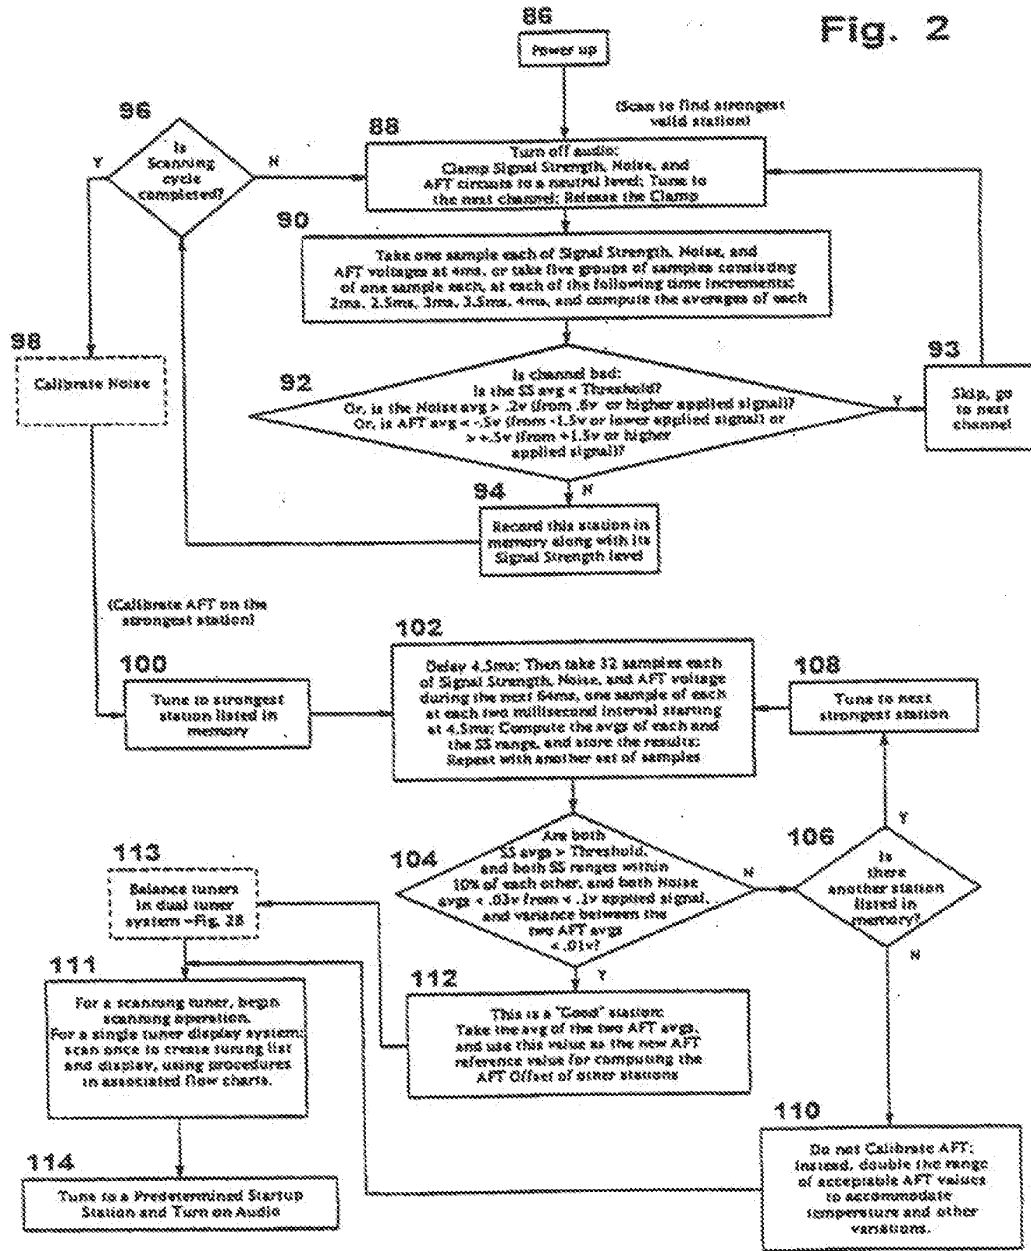 Fig. 2
86
Power up
(Scan to find strongest
valid station)
88
Turn off audio;
Clamp Signal Strength, Noise, and
AFT circuits to a neutral level; Tune to
the next channel; Release the Clamp
96
Is
Scanning
cycle
completed?
Y
N
90
Take one sample each of Signal Strength, Noise, and
AFT voltages at 4ms, or take five groups of samples consisting
of one sample each, at each of the following time increments:
2ms, 2.5ms, 3ms, 3.5ms, 4ms, and compute the averages of each
92
Is channel bad:
Is the SS avg < Threshold?
Or, is the Noise avg > .2v (from .6v or higher applied signal)?
Or, is AFT avg < -.5v (from -1.5v or lower applied signal) or
> +.5v (from +1.5v or higher
applied signal)?
Y
N
93
Skip, go
to next
channel
98
Calibrate Noise
94
Record this station in
memory along with its
Signal Strength level
(Calibrate AFT on the
strongest station)
100
Tune to strongest
station listed in
memory
102
Delay 4.5ms; Then take 32 samples each
of Signal Strength, Noise, and AFT voltage
during the next 64ms, one sample of each
at each two millisecond interval starting
at 4.5ms; Compute the avgs of each and
the SS range, and store the results;
Repeat with another set of samples
108
Tune to next
strongest station
104
Are both
SS avgs > Threshold,
and both SS ranges within
10% of each other, and both Noise
avgs < .03v from < .1v applied signal,
and variance between the
two AFT avgs
< .01v?
N
Y
106
Is
there
another station
listed in
memory?
Y
N
113
Balance tuners
in dual tuner
system -Fig. 28
111
For a scanning tuner, begin
scanning operation.
For a single tuner display system;
scan once to create tuning list
and display, using procedures
in associated flow charts.
112
This is a "Good" station;
Take the avg of the two AFT avgs,
and use this value as the new AFT
reference value for computing the
AFT Offset of other stations
110
Do not Calibrate AFT;
Instead, double the range
of acceptable AFT values
to accommodate
temperature and other
variations.
114
Tune to a Predetermined Startup
Station and Turn on Audio